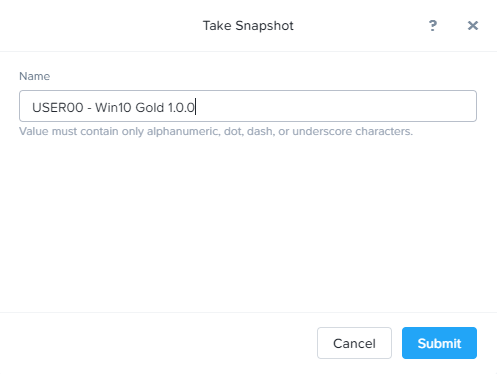 Take Snapshot
?
×
Name
USER00 - Win10 Gold 1.0.0
Value must contain only alphanumeric, dot, dash, or underscore characters.
Cancel
Submit